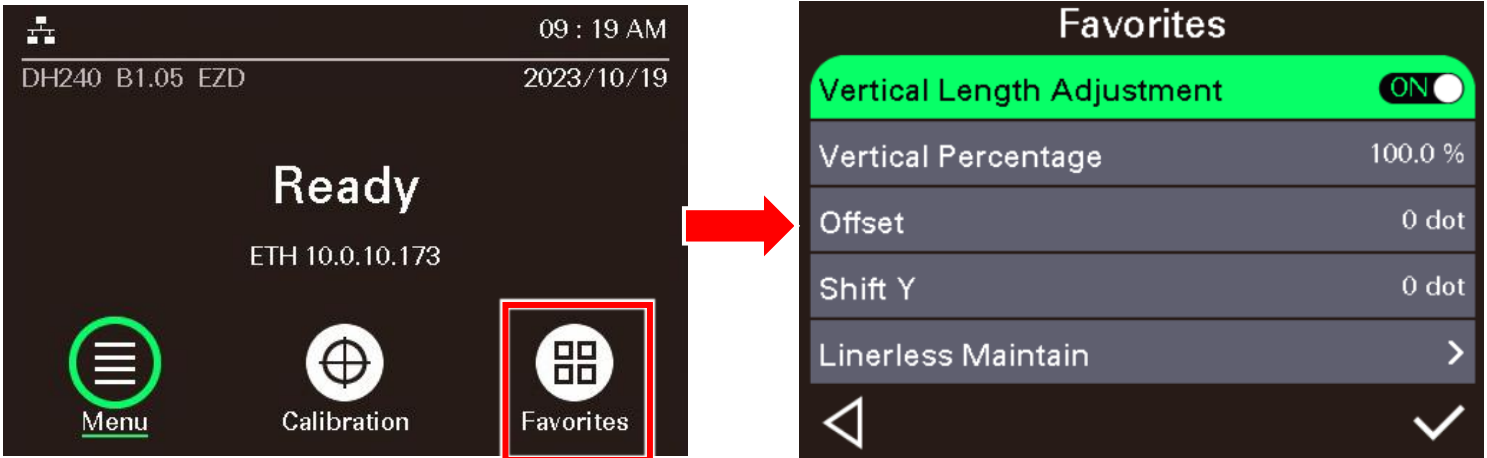 09 : 19 AM
DH240 B1.05 EZD 2023/10/19
Ready
ETH 10.0.10.173
Menu Calibration Favorites
Favorites
Vertical Length Adjustment ON
Vertical Percentage 100.0 %
Offset 0 dot
Shift Y 0 dot
Linerless Maintain